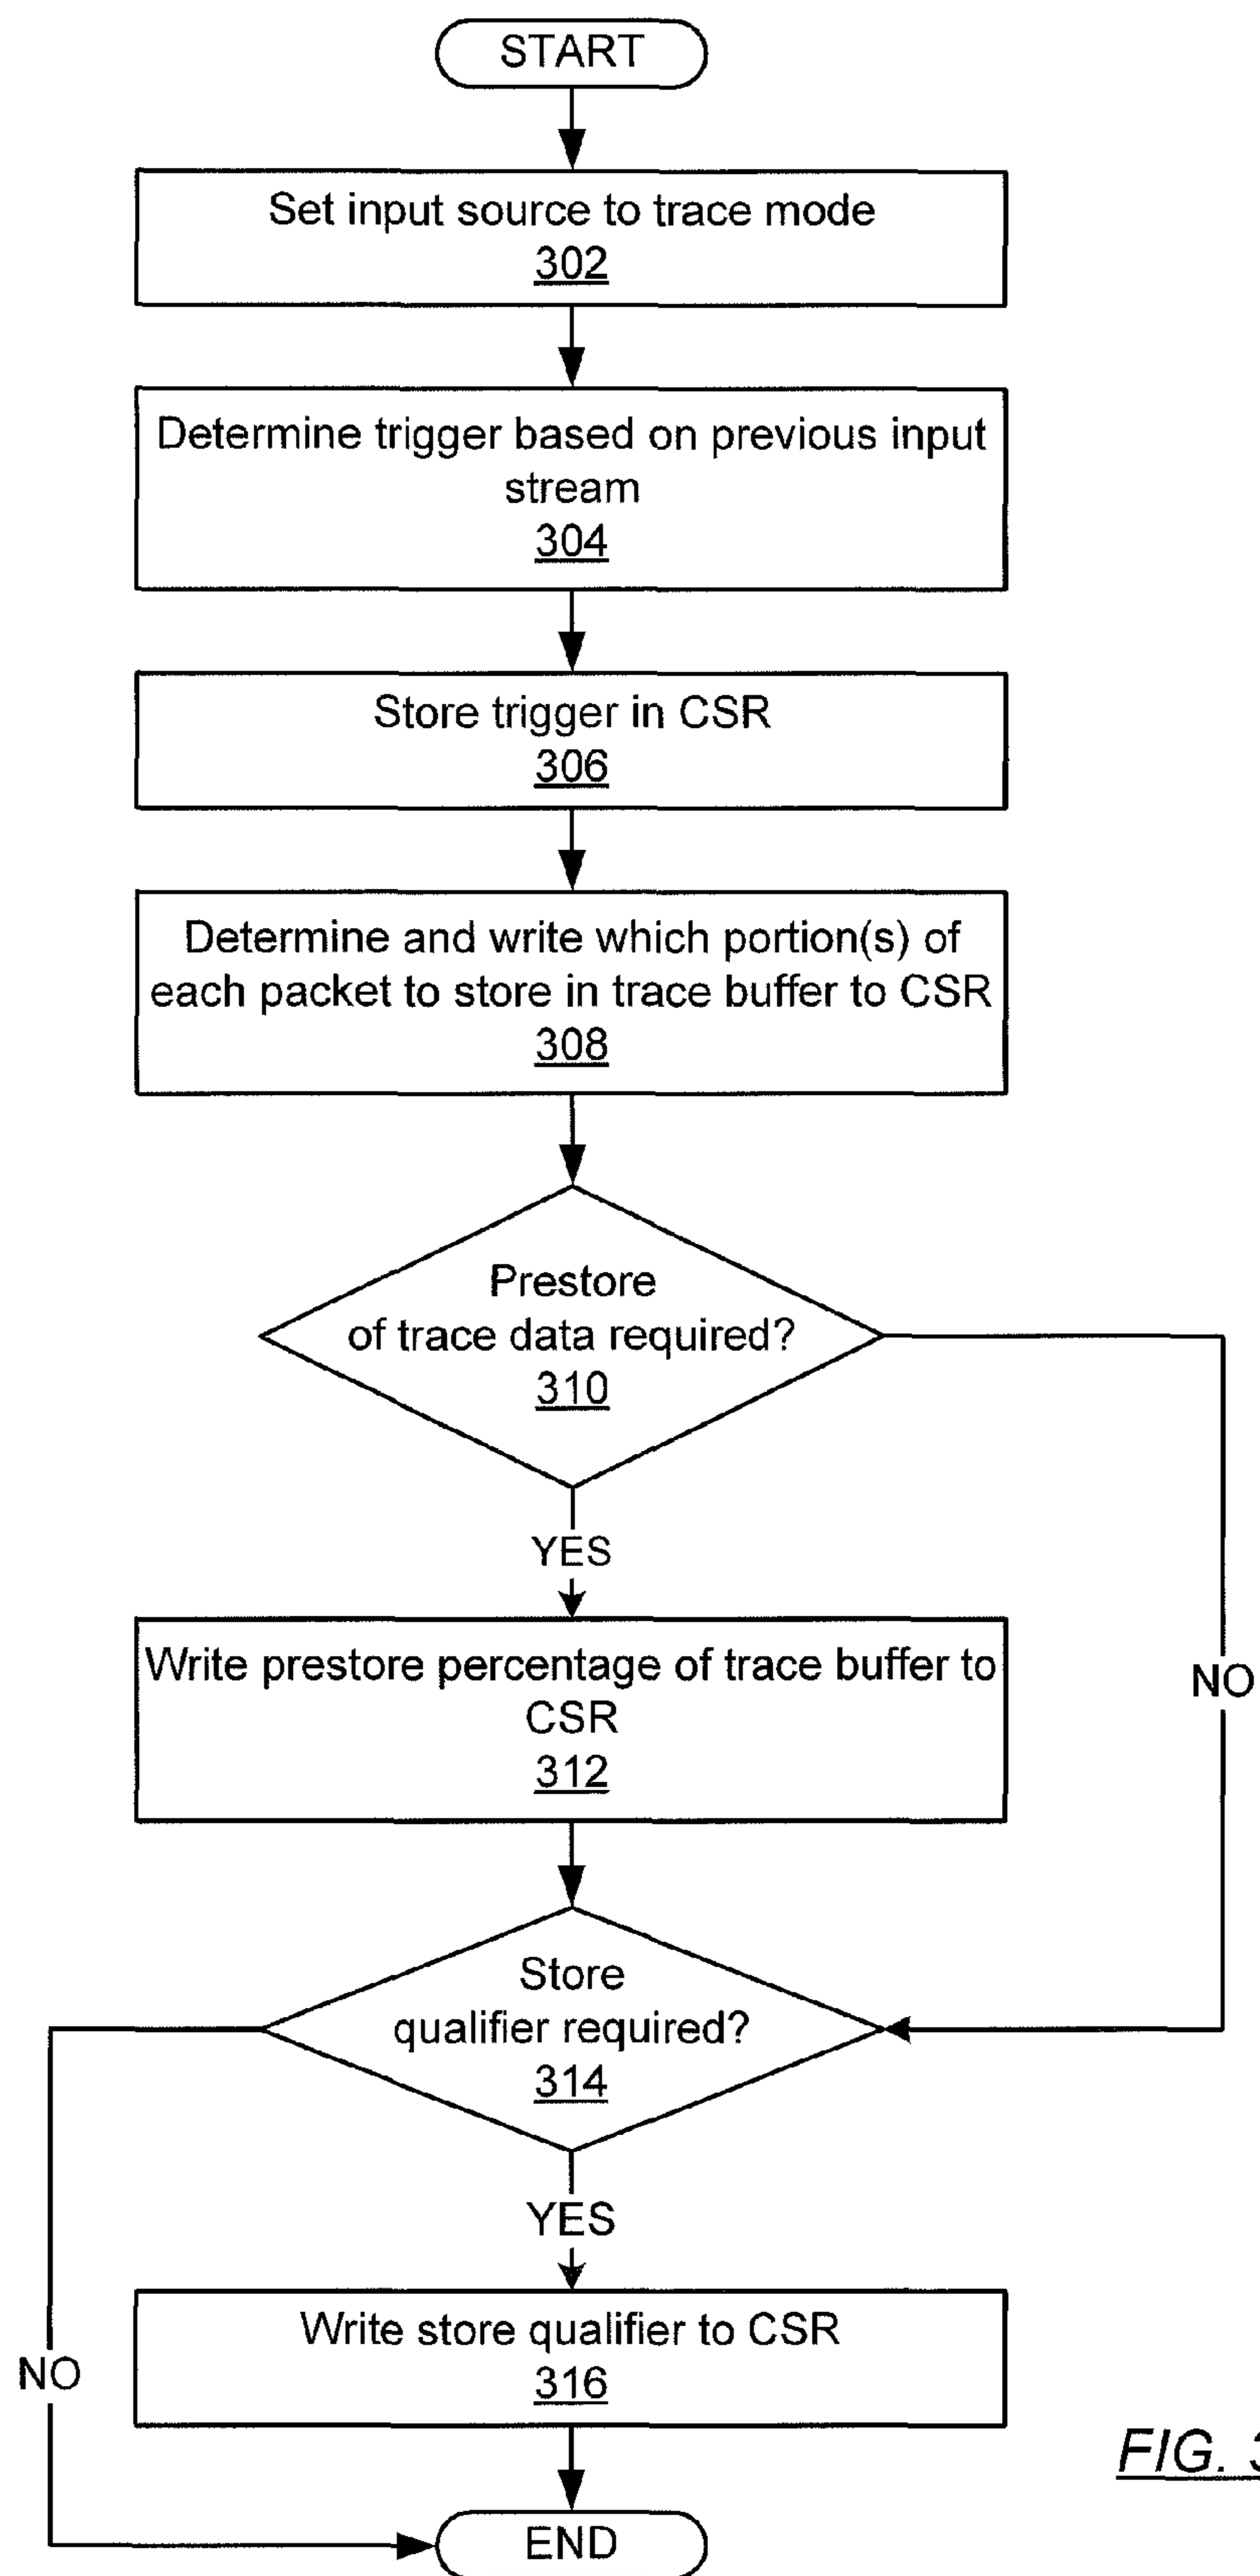 START
Set input source to trace mode
302
Determine trigger based on previous input
stream
304
Store trigger in CSR
306
Determine and write which portion(s) of
each packet to store in trace buffer to CSR
308
Prestore
of trace data required?
310
YES
Write prestore percentage of trace buffer to
CSR
312
NO
Store
qualifier required?
314
YES
Write store qualifier to CSR
316
NO
FIG. 3
END